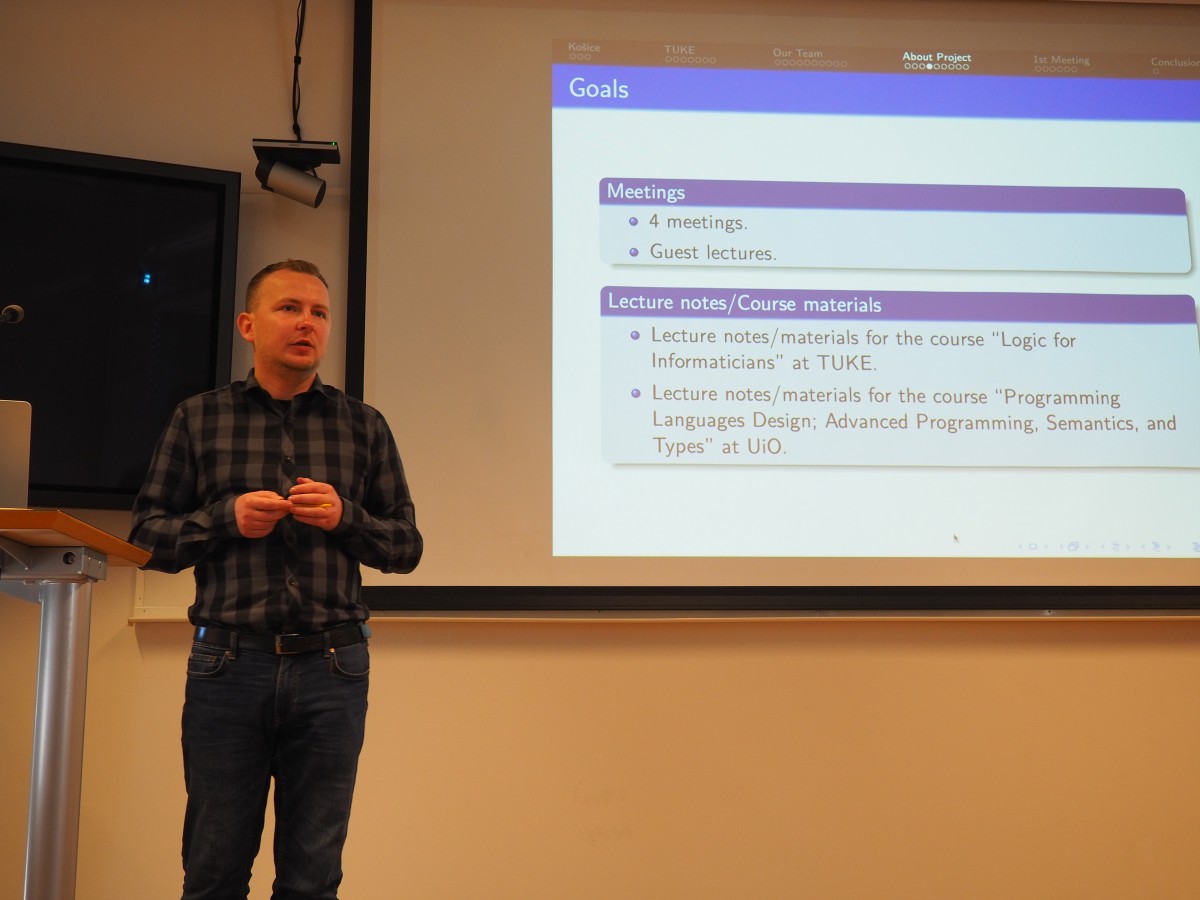 Košice
TUKE
Our Team
About Project
1st Meeting
Conclusion
Goals
Meetings
4 meetings.
Guest lectures.
Lecture notes/Course materials
Lecture notes/materials for the course “Logic for
Informaticians” at TUKE.
Lecture notes/materials for the course “Programming
Languages Design; Advanced Programming, Semantics, and
Types” at UiO.